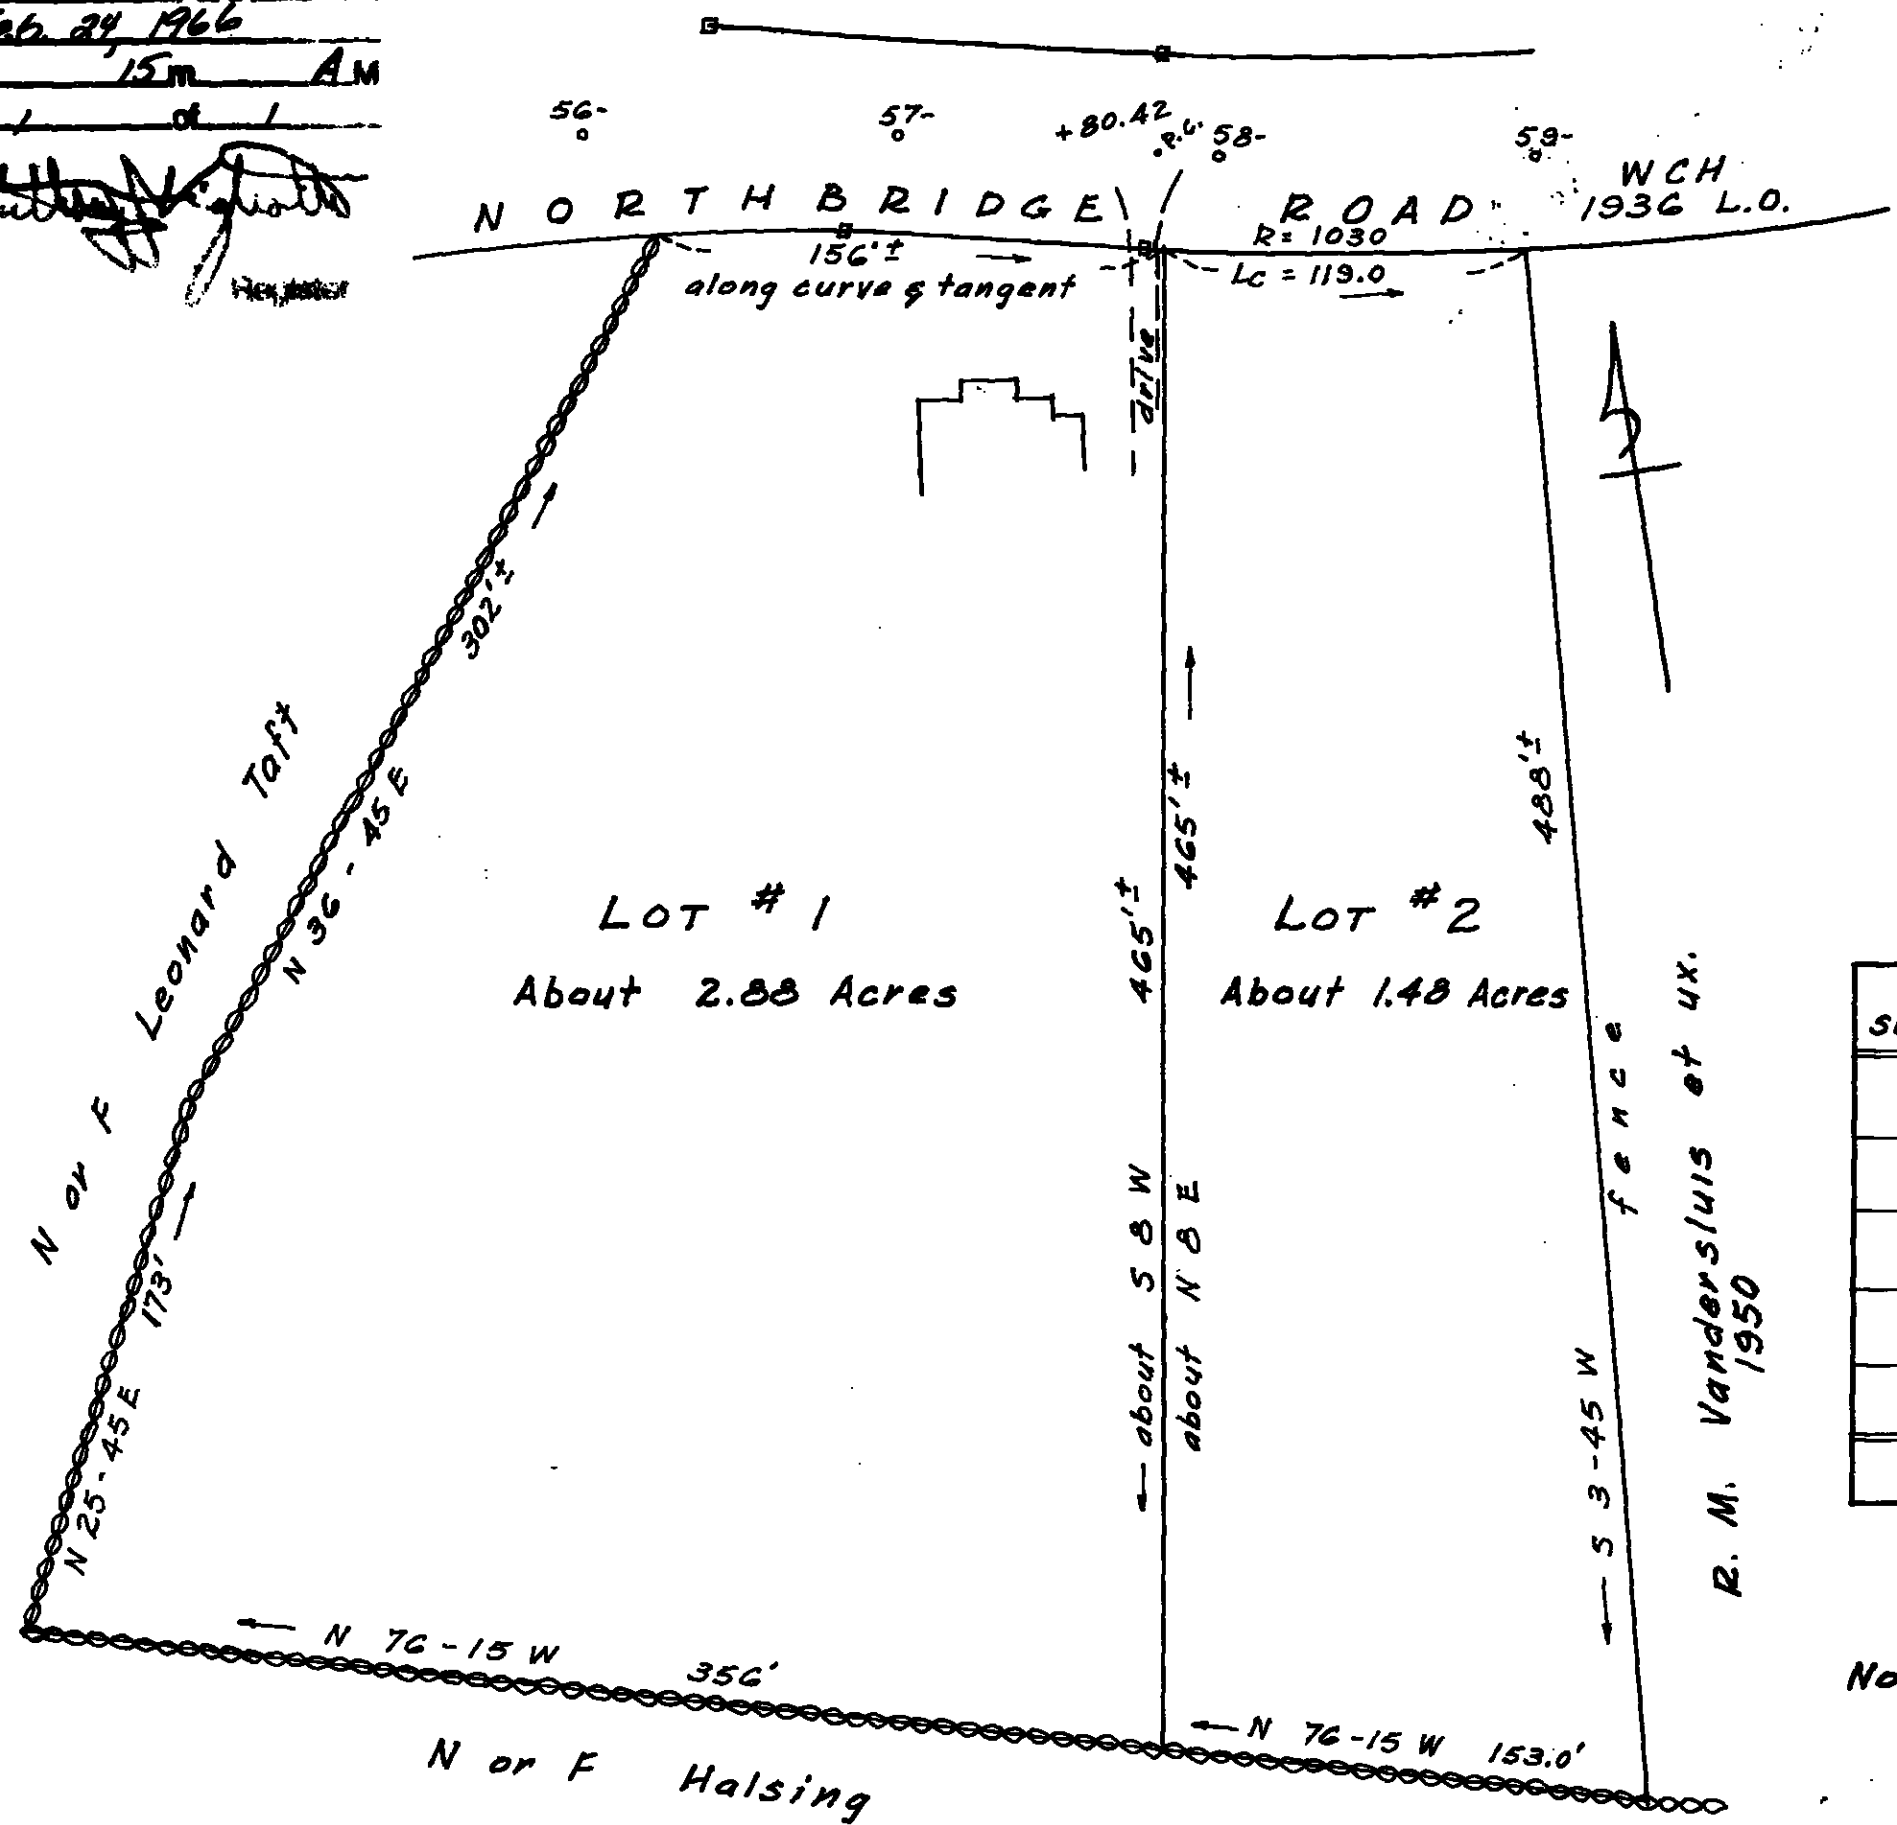 24, 1966
15m AM
1 of 1
56-
57-
+80.42
P.C.
58-
59-
NORTHBRIDGE ROAD
WCH
1936 L.O.
156'±
along curve & tangent
R = 1030
Lc = 119.0
drive
302'±
N 36-45 E
N or F Leonard Taft
173'
N 25-45 E
LOT #1
About 2.88 Acres
465'±
about S 8 W
465'±
about N 8 E
LOT #2
About 1.48 Acres
488'±
fence
S 3-45 W
R. M. Vandersluis et ux.
1950
N 76-15 W 356'
N 76-15 W 153.0'
N or F Halsing
No